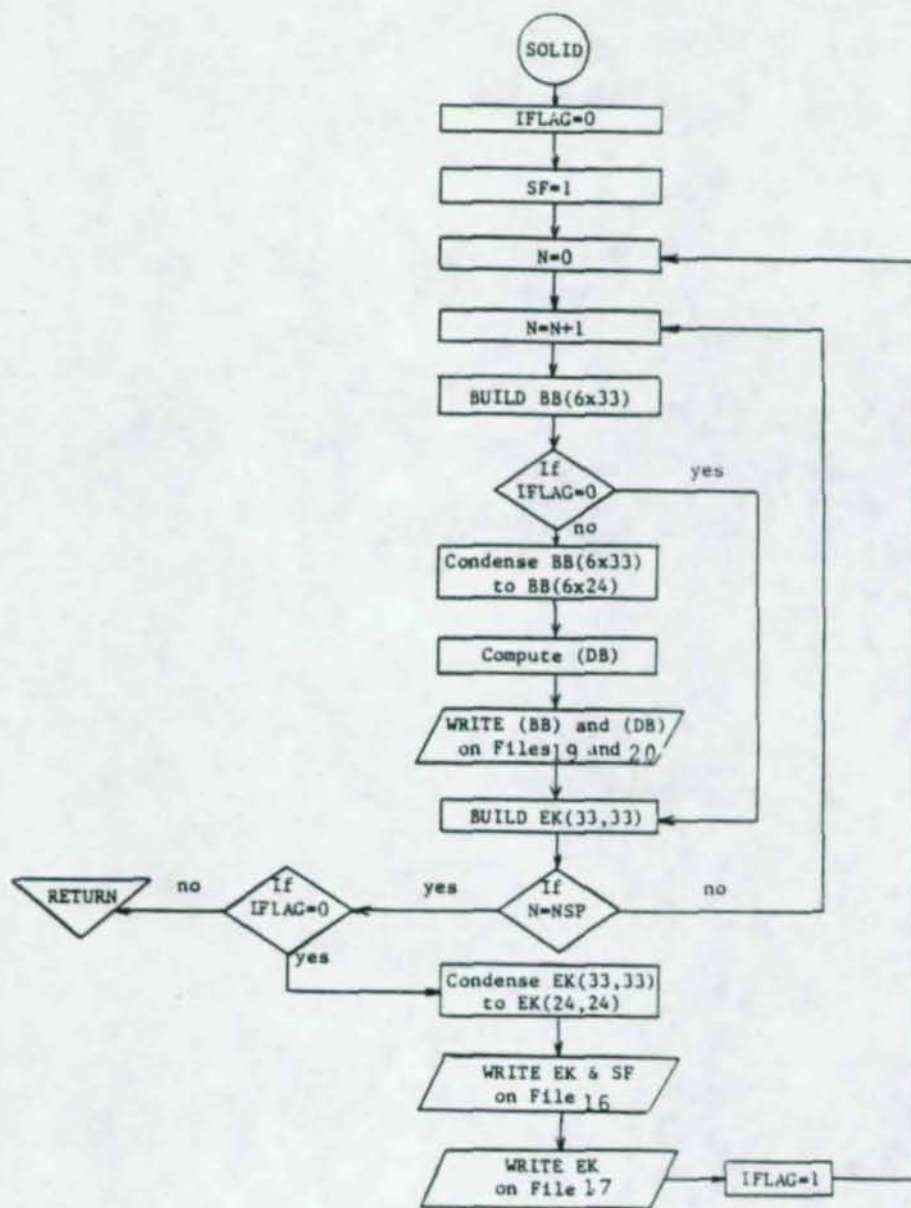 SOLID
IFLAG=0
SF=1
N=0
N=N+1
BUILD BB(6x33)
If
IFLAG=0
yes
no
Condense BB(6x33)
to BB(6x24)
Compute (DB)
WRITE (BB) and (DB)
on Files 19 and 20
BUILD EK(33,33)
RETURN
no
If
IFLAG=0
yes
If
N=NSP
no
yes
Condense EK(33,33)
to EK(24,24)
WRITE EK & SF
on File 16
WRITE EK
on File 17
IFLAG=1